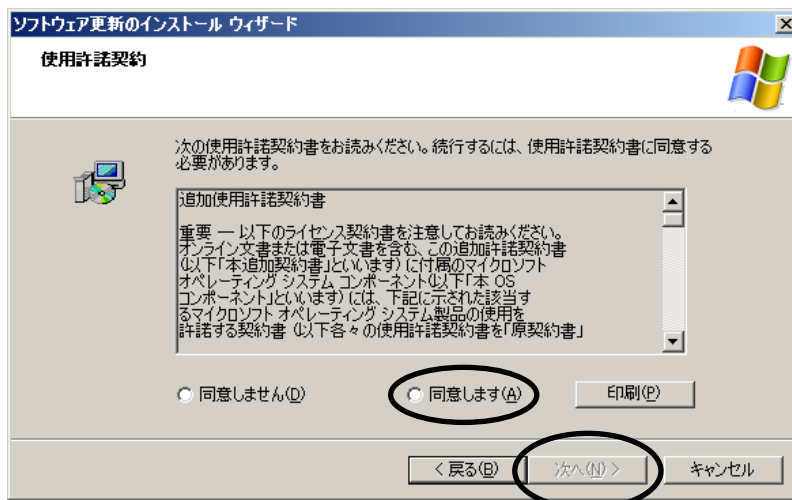 ソフトウェア更新のインストール ウィザード
使用許諾契約
次の使用許諾契約書をお読みください。続行するには、使用許諾契約書に同意する
必要があります。
追加使用許諾契約書
重要 ― 以下のライセンス契約書を注意してお読みください。
オンライン文書または電子文書を含む、この追加許諾契約書
(以下「本追加契約書」といいます) に付属のマイクロソフト
オペレーティング システム コンポーネント (以下「本 OS
コンポーネント」といいます) には、下記に示された該当す
るマイクロソフト オペレーティング システム製品の使用を
許諾する契約書 (以下各々の使用許諾契約書を「原契約書」
同意しません(D)
同意します(A)
印刷(P)
< 戻る(B)
次へ(N) >
キャンセル